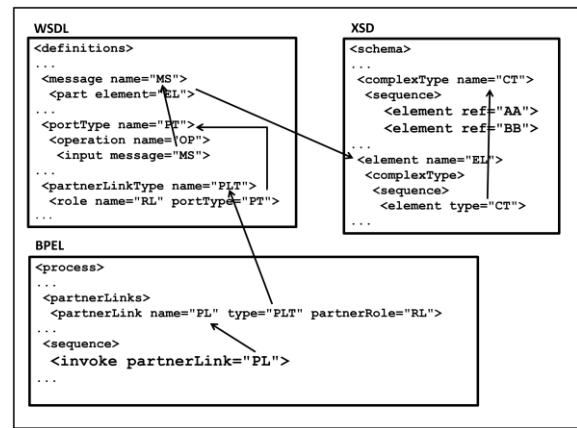 WSDL
<definitions>
...
<message name="MS">
<part element="EL">
...
<portType name="PT">
<operation name="OP">
<input message="MS">
...
<partnerLinkType name="PLT">
<role name="RL" portType="PT">
...
XSD
<schema>
...
<complexType name="CT">
<sequence>
<element ref="AA">
<element ref="BB">
...
<element name="EL">
<complexType>
<sequence>
<element type="CT">
...
BPEL
<process>
...
<partnerLinks>
<partnerLink name="PL" type="PLT" partnerRole="RL">
...
<sequence>
<invoke partnerLink="PL">
...